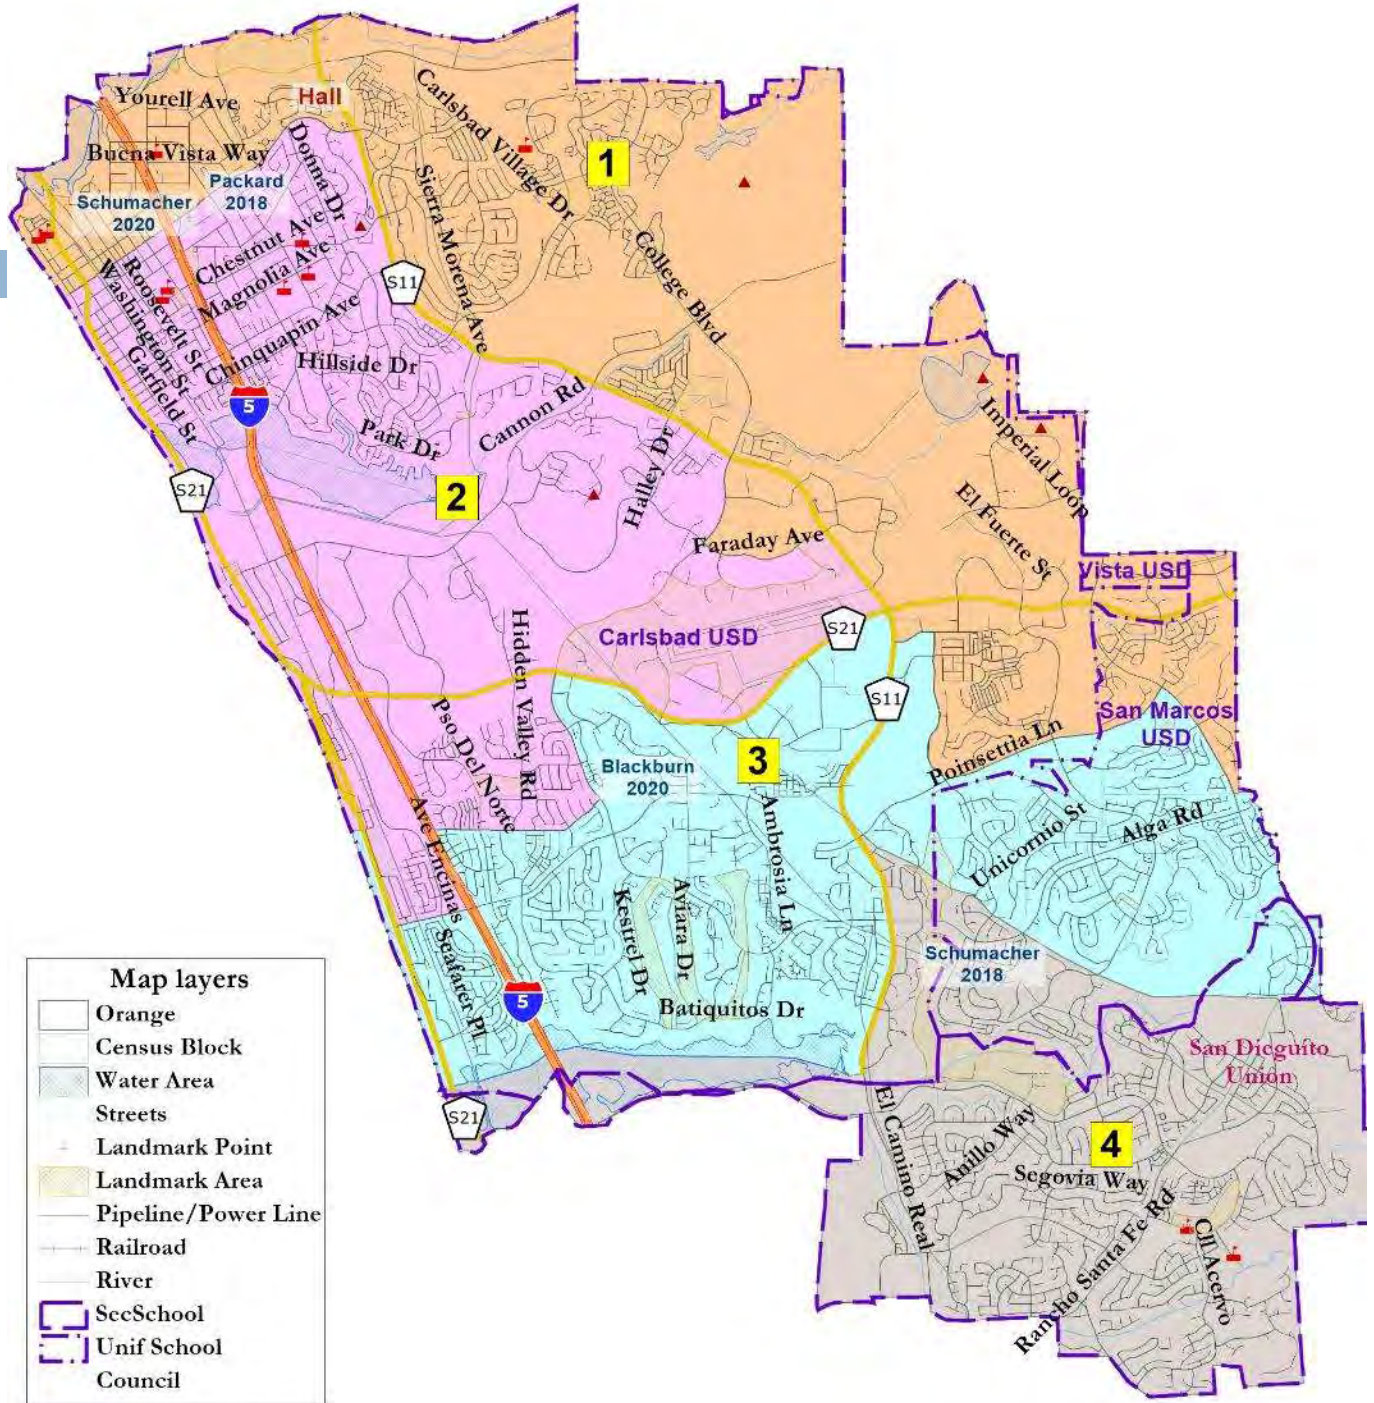 Yourell Ave
Hall
Carlsbad Village Dr
1
Buena Vista Way
Donna Dr
Packard
2018
Schumacher
2020
Sierra Morena Ave
Chestnut Ave
Magnolia Ave
College Blvd
S11
Roosevelt St
Washington St
Garfield St
Chinquapin Ave
Hillside Dr
5
Cannon Rd
Park Dr
Imperial Loop
S21
2
Halley Dr
El Fuerte St
Faraday Ave
Vista USD
Hidden Valley Rd
Carlsbad USD
S21
S11
Pso Del Norte
San Marcos
USD
3
Poinsettia Ln
Blackburn
2020
Ave Encinas
Ambrosia Ln
Unicornio St
Alga Rd
Kestrel Dr
Aviara Dr
Seafarer Pl
Schumacher
2018
5
Batiquitos Dr
San Dieguito
Union
S21
El Camino Real
Anillo Way
4
Segovia Way
Rancho Santa Fe Rd
Cll Acervo
Map layers
Orange
Census Block
Water Area
Streets
Landmark Point
Landmark Area
Pipeline/Power Line
Railroad
River
SecSchool
Unif School
Council